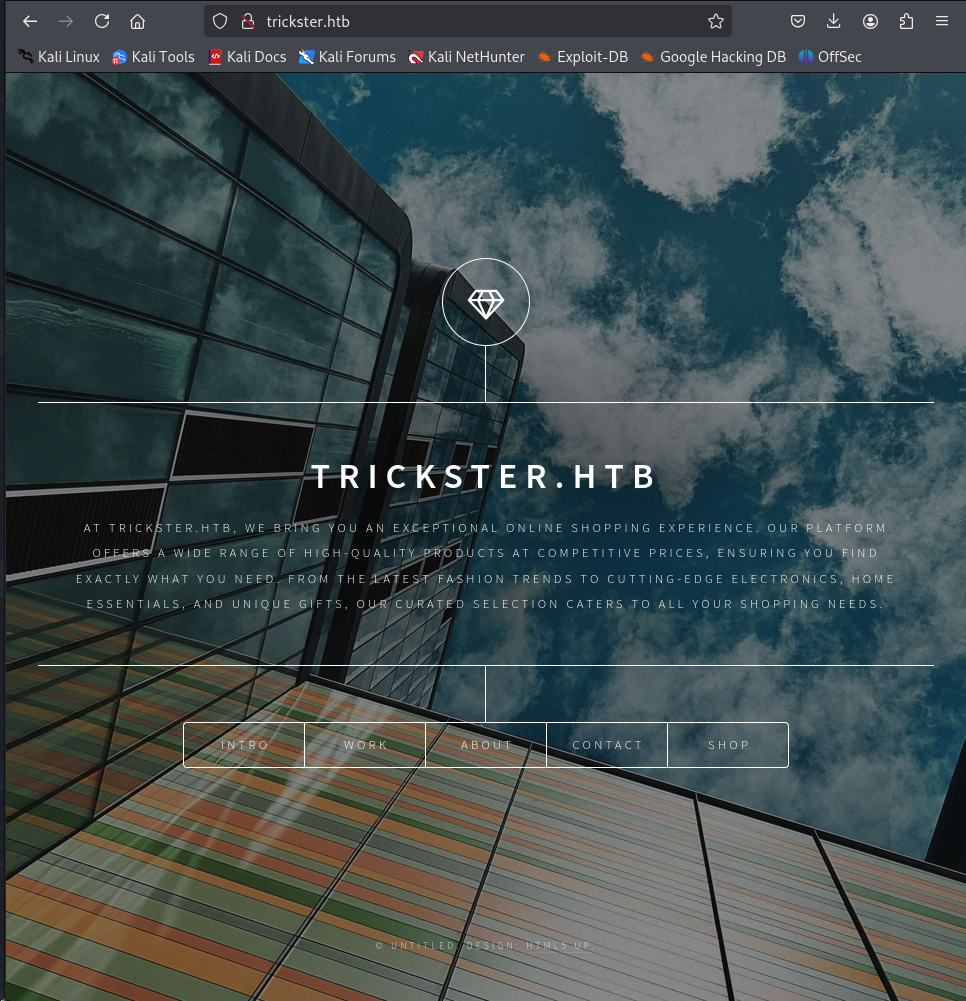 trickster.htb
Kali Linux Kali Tools Kali Docs Kali Forums Kali NetHunter Exploit-DB Google Hacking DB OffSec
TRICKSTER.HTB
AT TRICKSTER.HTB, WE BRING YOU AN EXCEPTIONAL ONLINE SHOPPING EXPERIENCE. OUR PLATFORM
OFFERS A WIDE RANGE OF HIGH-QUALITY PRODUCTS AT COMPETITIVE PRICES, ENSURING YOU FIND
EXACTLY WHAT YOU NEED. FROM THE LATEST FASHION TRENDS TO CUTTING-EDGE ELECTRONICS, HOME
ESSENTIALS, AND UNIQUE GIFTS, OUR CURATED SELECTION CATERS TO ALL YOUR SHOPPING NEEDS.
INTRO WORK ABOUT CONTACT SHOP
© UNTITLED. DESIGN: HTML5 UP.